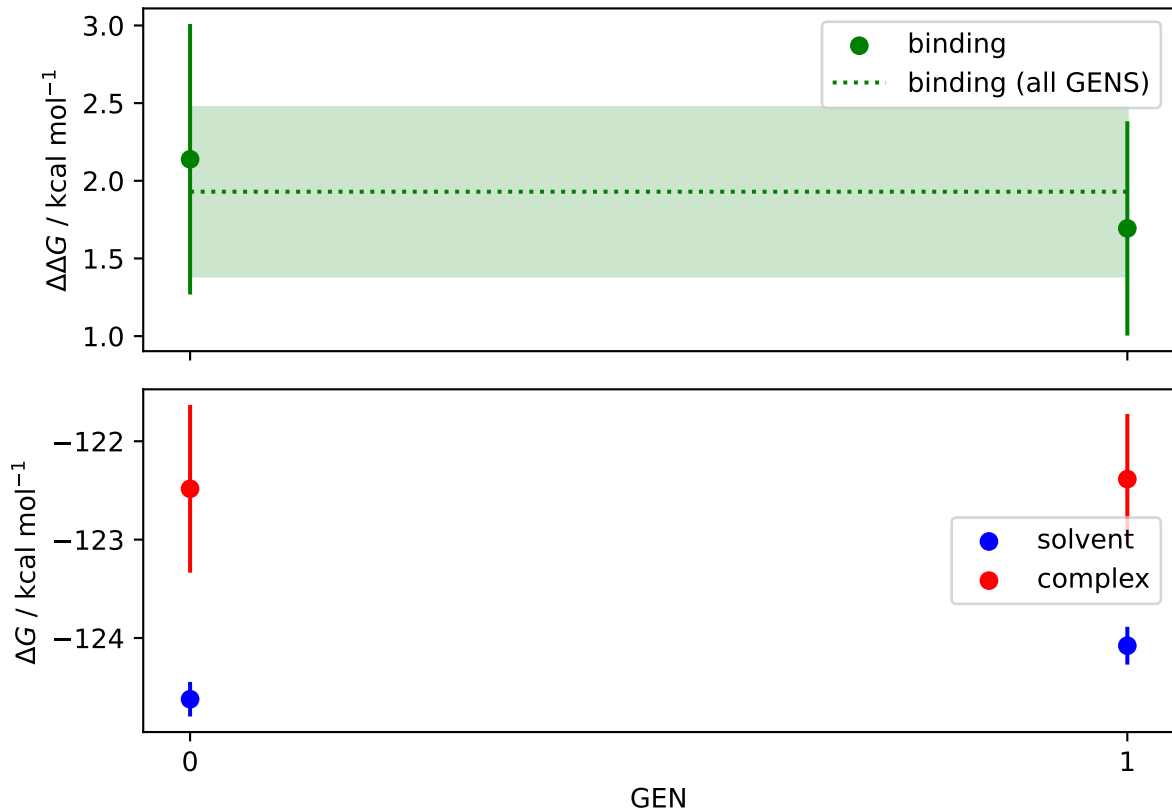 3.0
2.5
2.0
1.5
1.0
ΔΔG / kcal mol⁻¹
binding
binding (all GENS)
−122
−123
−124
ΔG / kcal mol⁻¹
solvent
complex
0
1
GEN